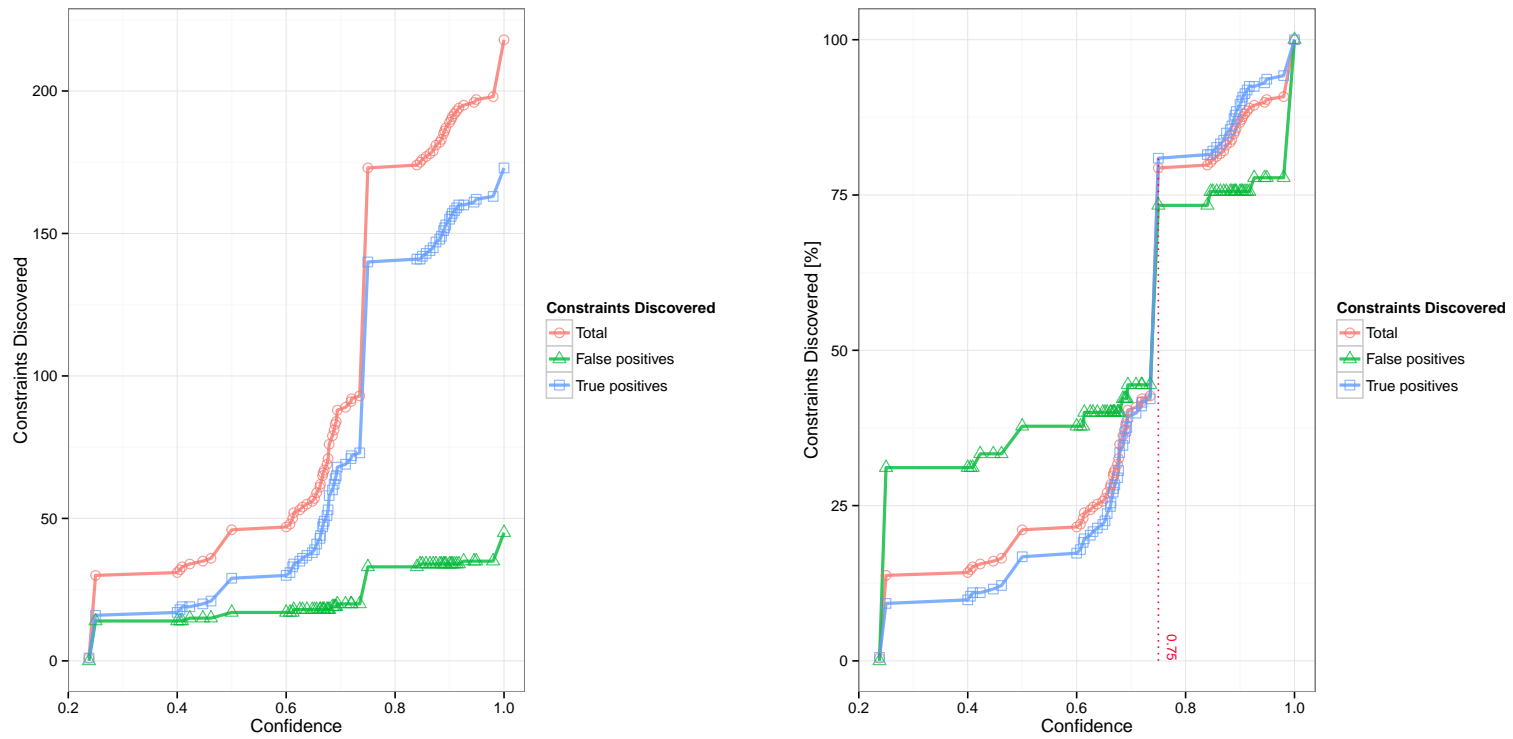 Constraints Discovered
200
150
100
50
0
0.2
0.4
0.6
0.8
1.0
Confidence
Constraints Discovered
Total
False positives
True positives
Constraints Discovered [%]
100
75
50
25
0
0.75
0.2
0.4
0.6
0.8
1.0
Confidence
Constraints Discovered
Total
False positives
True positives